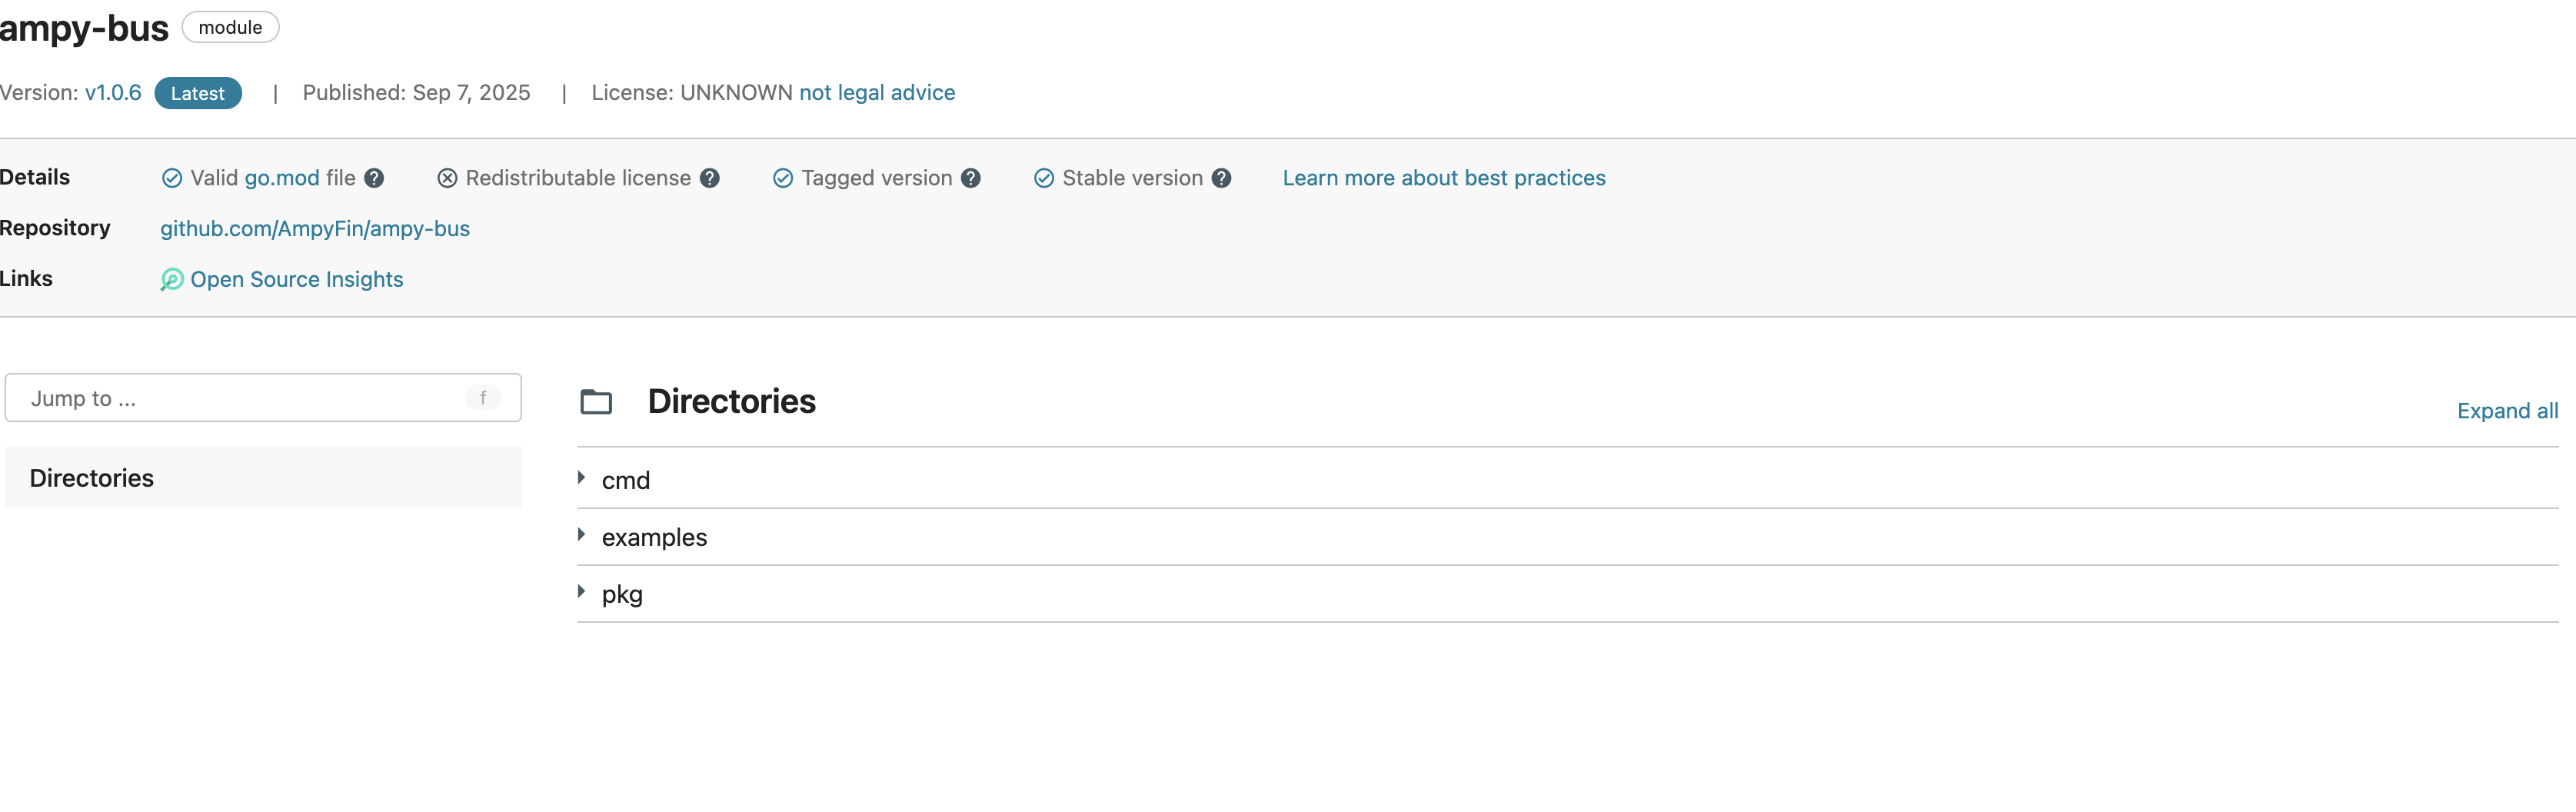 ampy-bus module
Version: v1.0.6 Latest | Published: Sep 7, 2025 | License: UNKNOWN not legal advice
Details Valid go.mod file ? Redistributable license ? Tagged version ? Stable version ? Learn more about best practices
Repository github.com/AmpyFin/ampy-bus
Links Open Source Insights
Jump to ... f
Directories
Directories
Expand all
cmd
examples
pkg